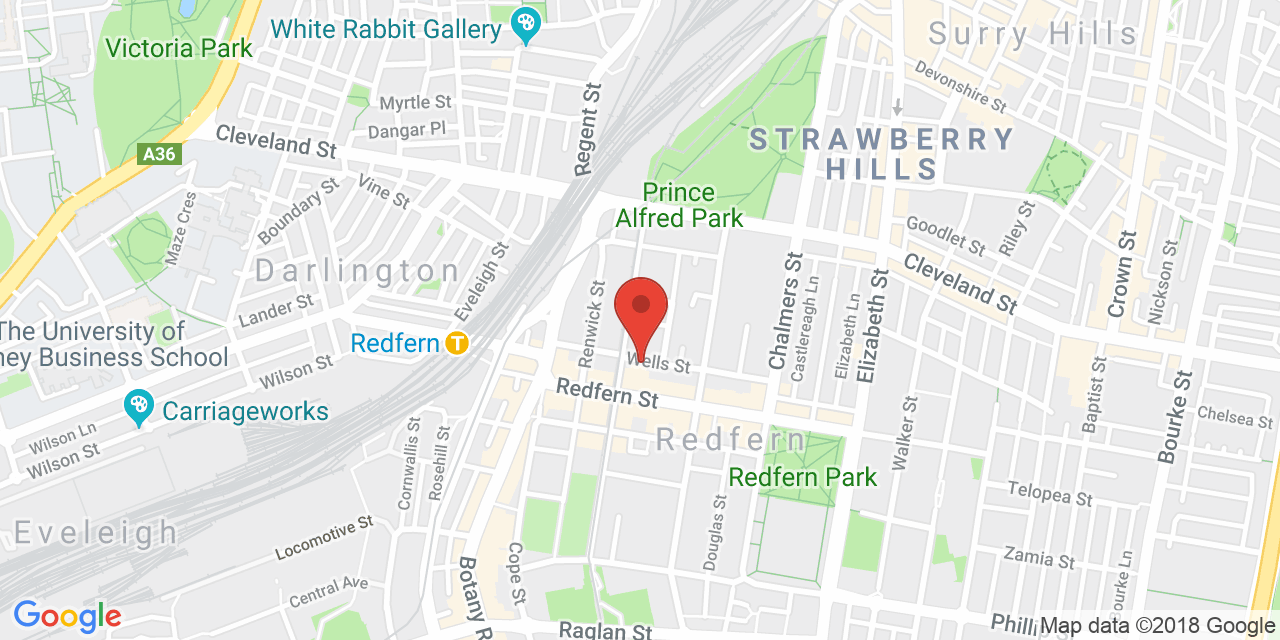 White Rabbit Gallery
Victoria Park
Surry Hills
Devonshire St
Myrtle St
Dangar Pl
Regent St
Cleveland St
A36
STRAWBERRY
HILLS
Boundary St
Vine St
Maze Cres
Prince
Alfred Park
Goodlet St
Riley St
Crown St
Nickson St
Darlington
Eveleigh St
Cleveland St
Lander St
Renwick St
Chalmers St
Castlereagh Ln
Elizabeth Ln
Elizabeth St
The University of
ney Business School
Redfern
T
Wells St
Wilson St
Redfern St
Baptist St
Bourke St
Chelsea St
Carriageworks
Wilson Ln
Wilson St
Cornwallis St
Rosehill St
Redfern
Walker St
Redfern Park
Telopea St
Eveleigh
Locomotive St
Douglas St
Zamia St
Central Ave
Cope St
Botany R
Bourke Ln
Google
Raglan St
Phillip
Map data ©2018 Google